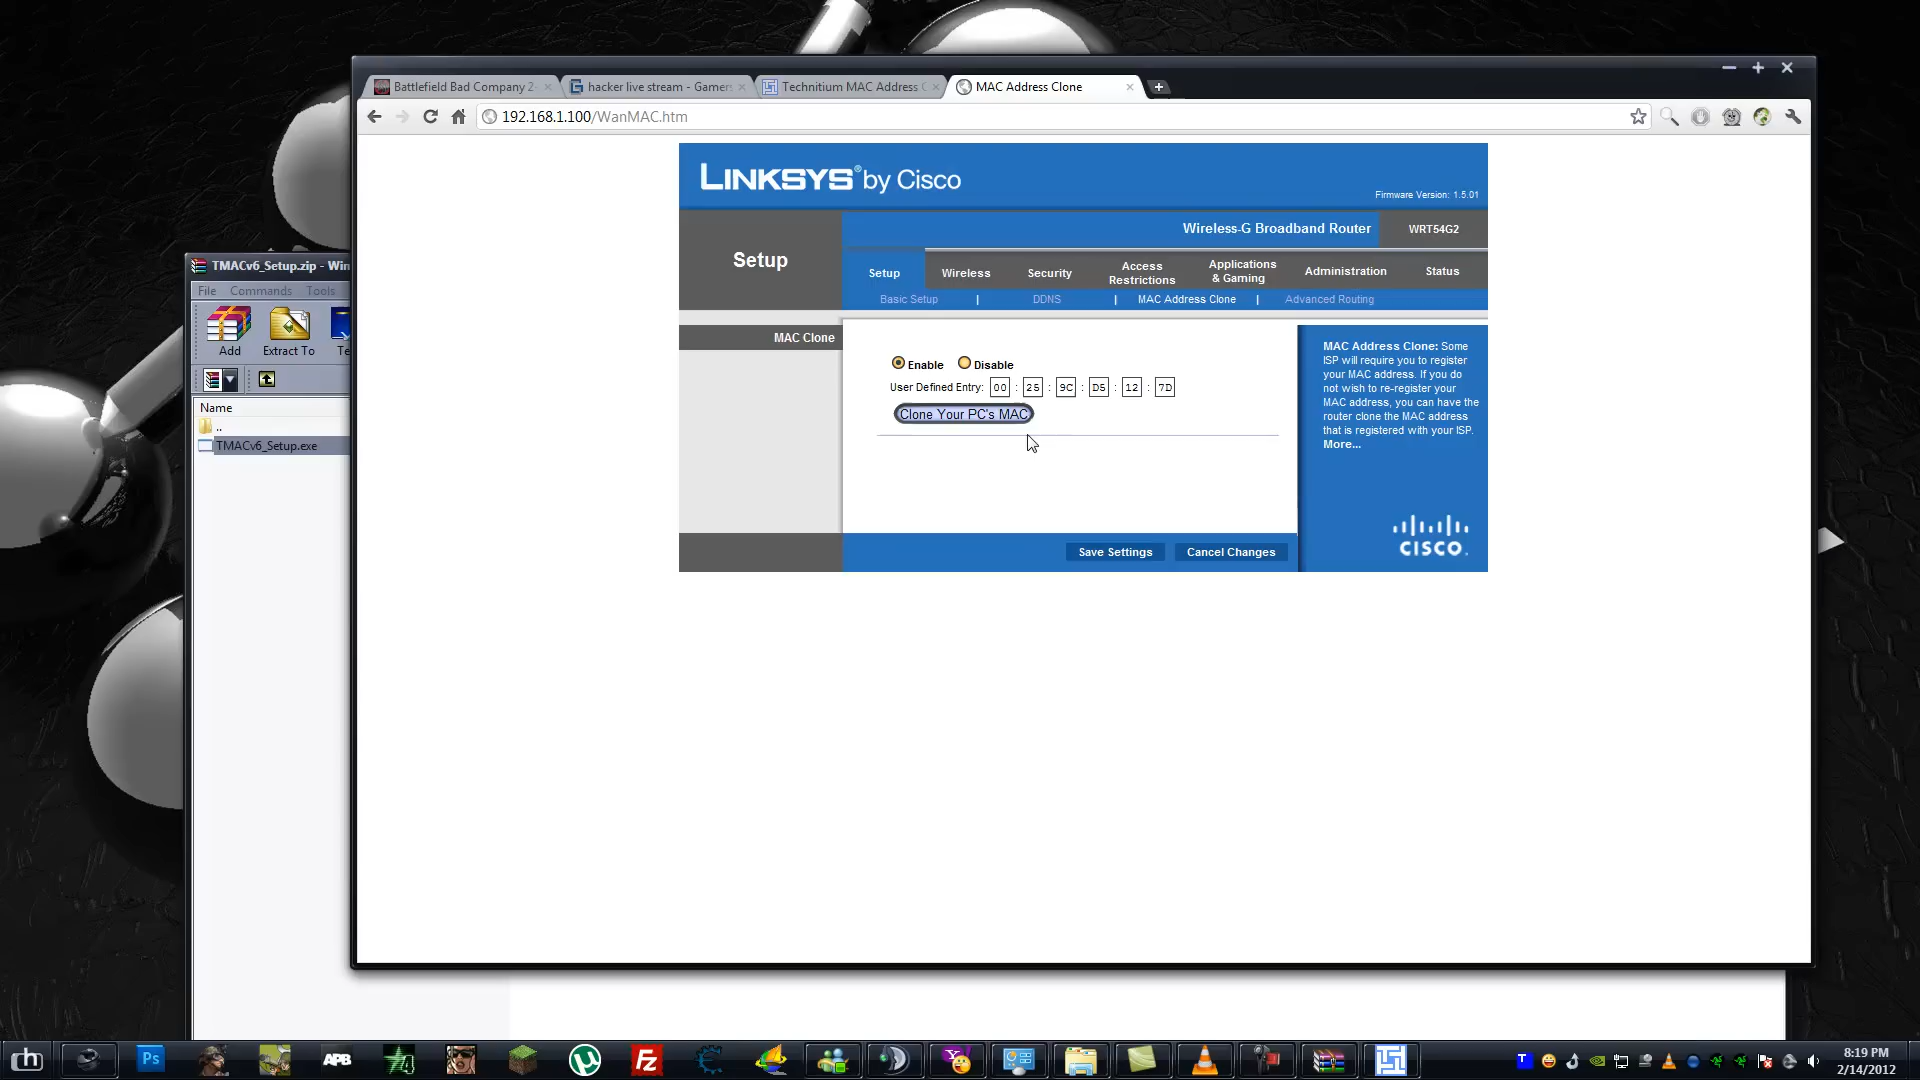 Battlefield Bad Company 2
hacker live stream - Gamer
Technitium MAC Address C
MAC Address Clone
192.168.1.100/WanMAC.htm
LINKSYS® by Cisco
Firmware Version: 1.5.01
Wireless-G Broadband Router
WRT54G2
Setup
Setup
Wireless
Security
Access Restrictions
Applications & Gaming
Administration
Status
Basic Setup | DDNS | MAC Address Clone | Advanced Routing
MAC Clone
Enable Disable
User Defined Entry: 00 : 25 : 9C : D5 : 12 : 7D
Clone Your PC's MAC
MAC Address Clone: Some
ISP will require you to register
your MAC address. If you do
not wish to re-register your
MAC address, you can have the
router clone the MAC address
that is registered with your ISP.
More...
CISCO.
Save Settings
Cancel Changes
TMACv6_Setup.zip - Win
File Commands Tools
Add
Extract To
Te
Name
..
TMACv6_Setup.exe
Ps
APB
Fz
T
8:19 PM
2/14/2012